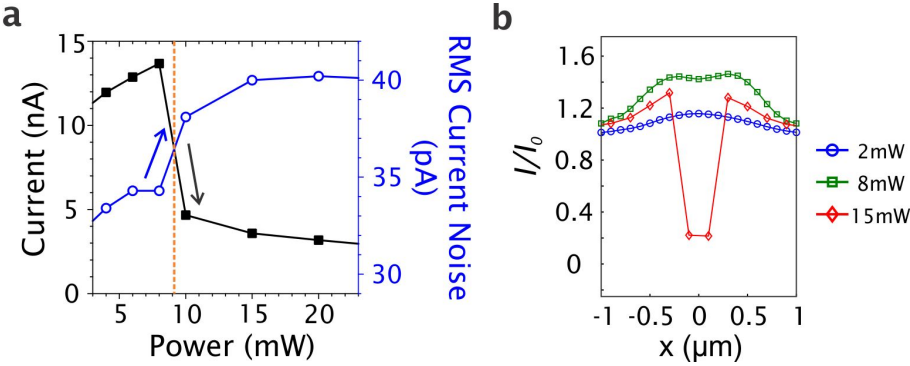 a
Current (nA)
15
10
5
0
5
10
15
20
Power (mW)
40
35
30
RMS Current Noise
(pA)
b
I/I₀
1.6
1.2
0.8
0.4
0
-1
-0.5
0
0.5
1
x (μm)
2mW
8mW
15mW